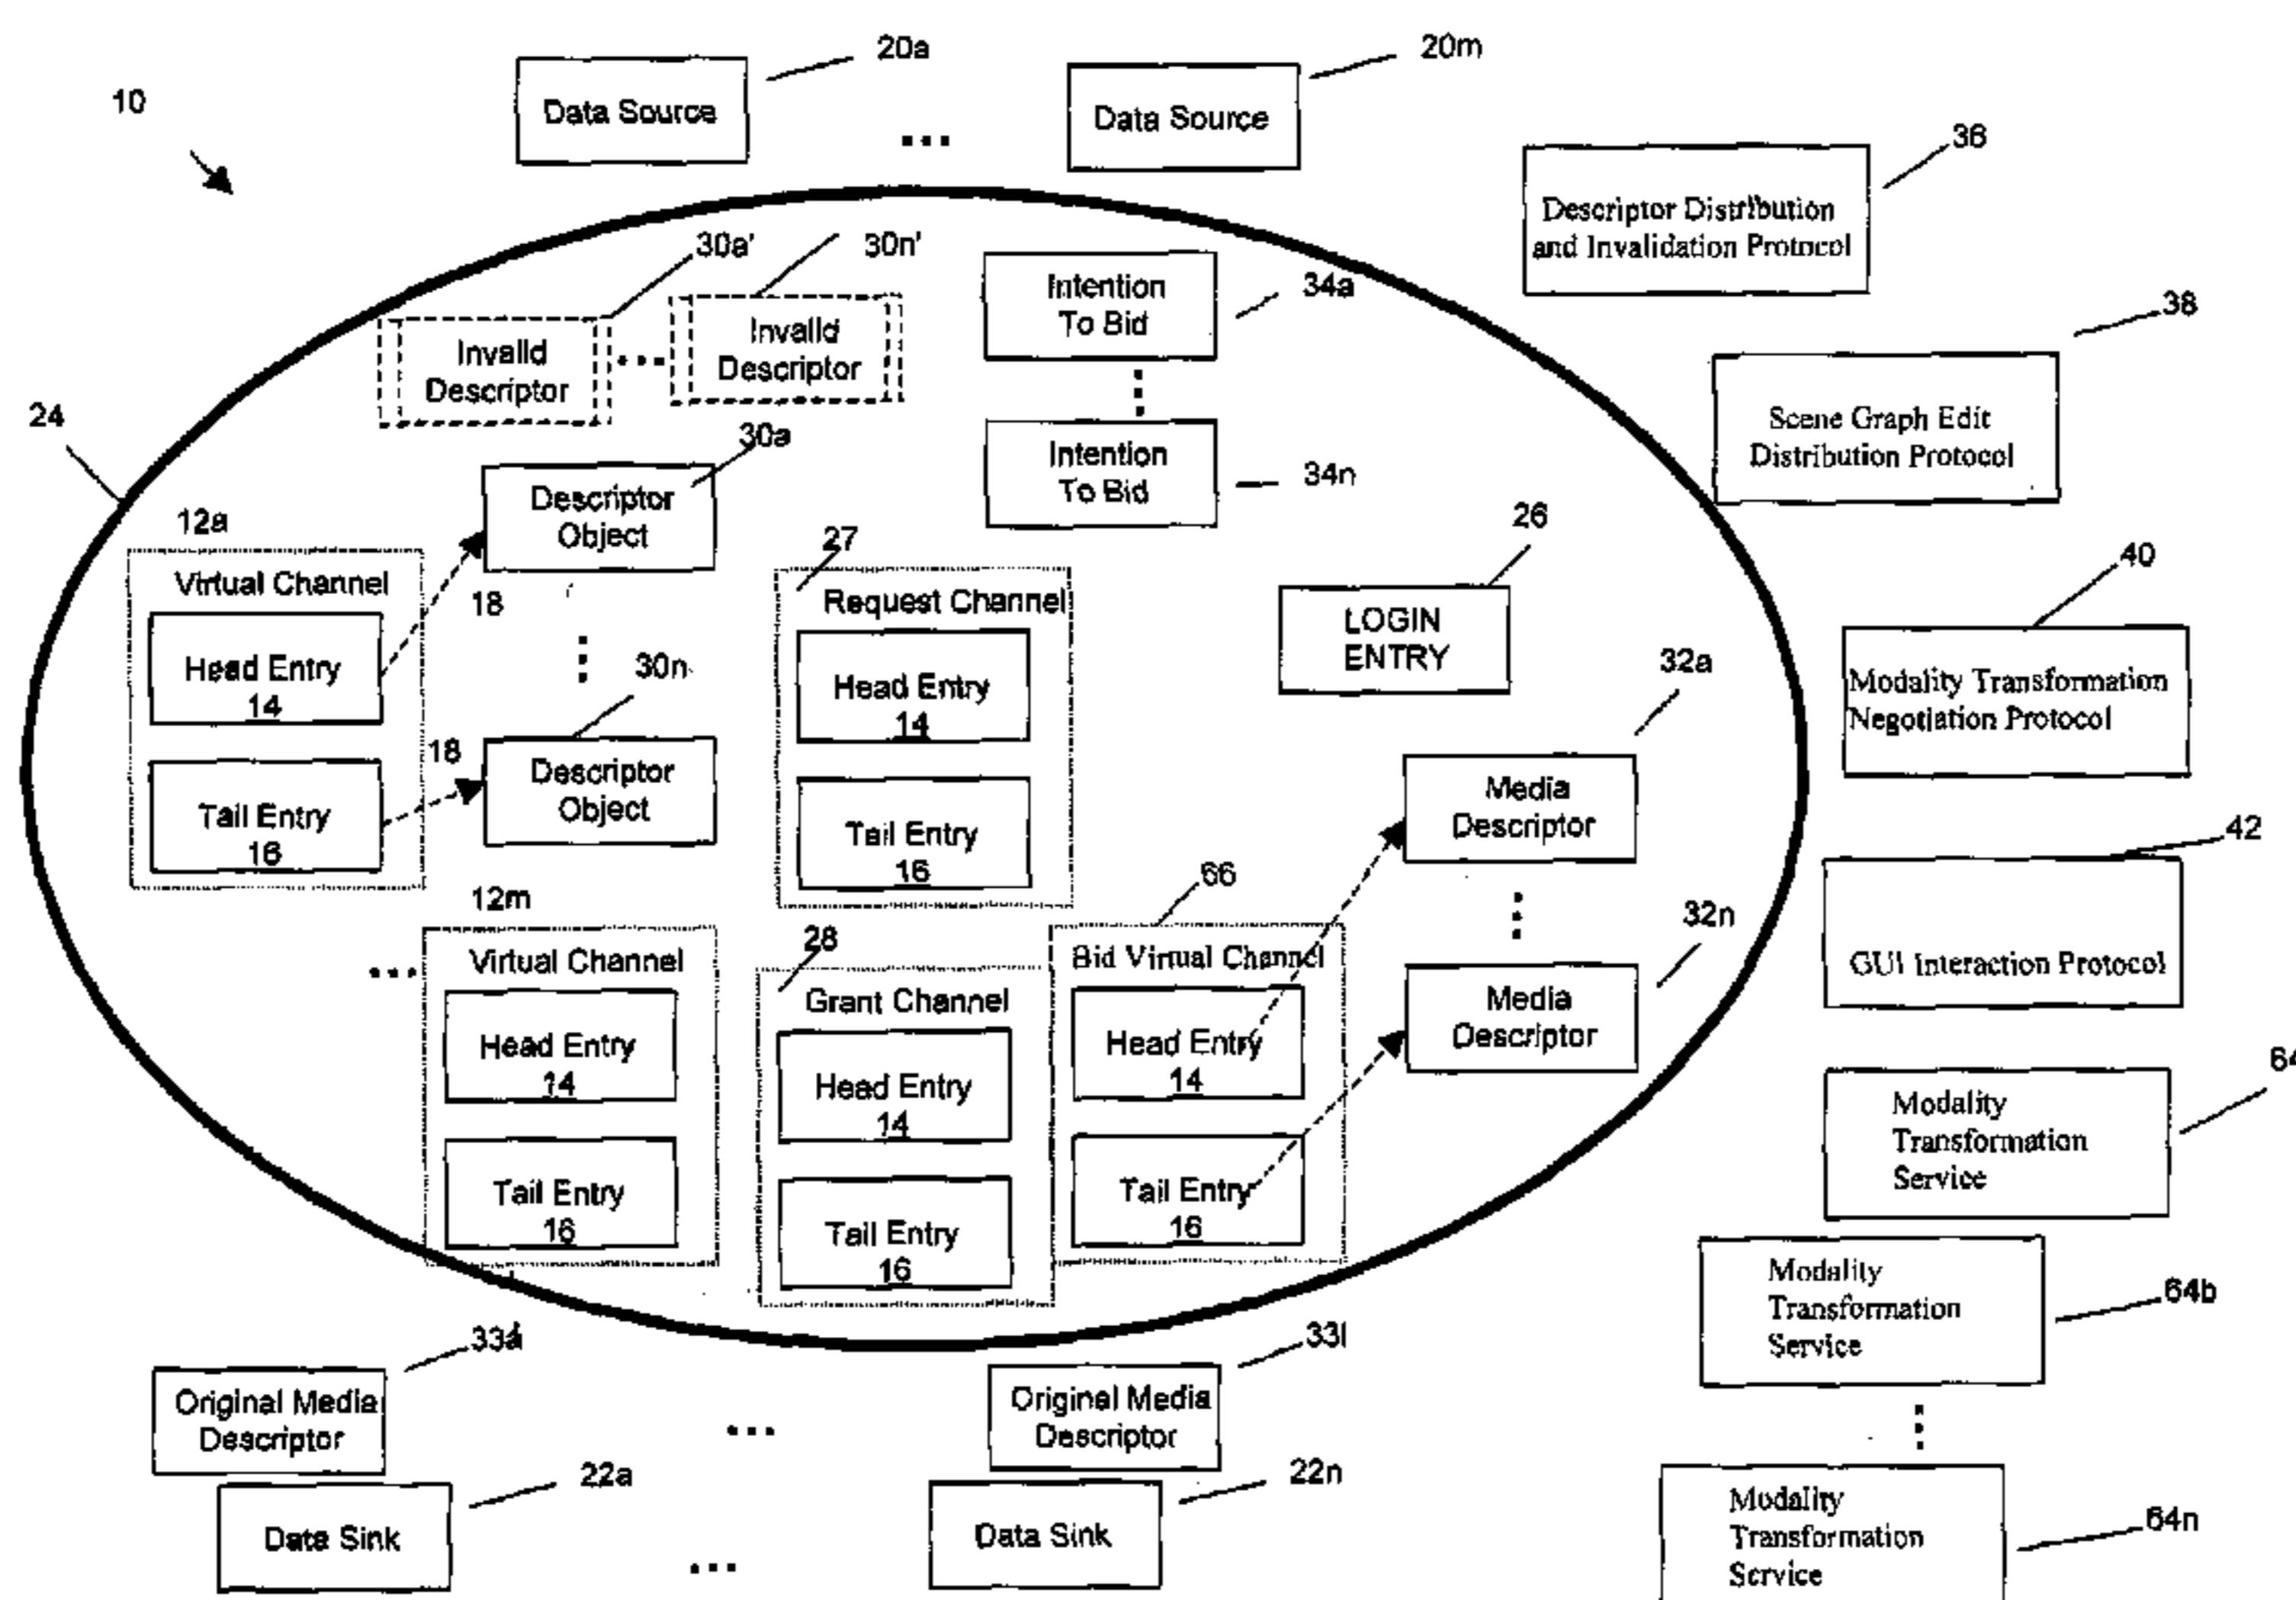 20a
20m
10
Data Source
Data Source
...
36
Descriptor Distribution
and Invalidation Protocol
30a'
30n'
Intention
To Bid
34a
Invalid
Descriptor
...
Invalid
Descriptor
38
Scene Graph Edit
Distribution Protocol
24
30a
Intention
To Bid
34n
Descriptor
Object
12a
26
27
40
Virtual Channel
18
Request Channel
LOGIN
ENTRY
Head Entry
14
30n
32a
Head Entry
14
Modality Transformation
Negotiation Protocol
18
Descriptor
Object
Media
Descriptor
Tail Entry
16
Tail Entry
16
42
12m
66
32n
28
...
Virtual Channel
Bid Virtual Channel
GUI Interaction Protocol
Grant Channel
Media
Descriptor
Head Entry
14
Head Entry
14
Head Entry
14
64
Modality
Transformation
Service
Tail Entry
16
Tail Entry
16
Tail Entry
16
Modality
Transformation
Service
64b
33a
33l
Original Media
Descriptor
...
Original Media
Descriptor
22a
22n
Data Sink
...
Data Sink
Modality
Transformation
Service
64n